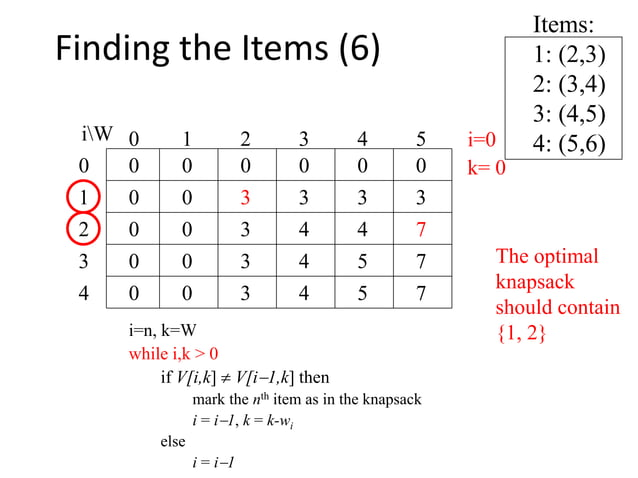 Finding the Items (6)
Items:
1: (2,3)
2: (3,4)
3: (4,5)
4: (5,6)
i\W 0 1 2 3 4 5
0 0 0 0 0 0 0
1 0 0 3 3 3 3
2 0 0 3 4 4 7
3 0 0 3 4 5 7
4 0 0 3 4 5 7
i=0
k= 0
The optimal
knapsack
should contain
{1, 2}
i=n, k=W
while i,k > 0
if V[i,k] ≠ V[i−1,k] then
mark the nth item as in the knapsack
i = i−1, k = k-wi
else
i = i−1